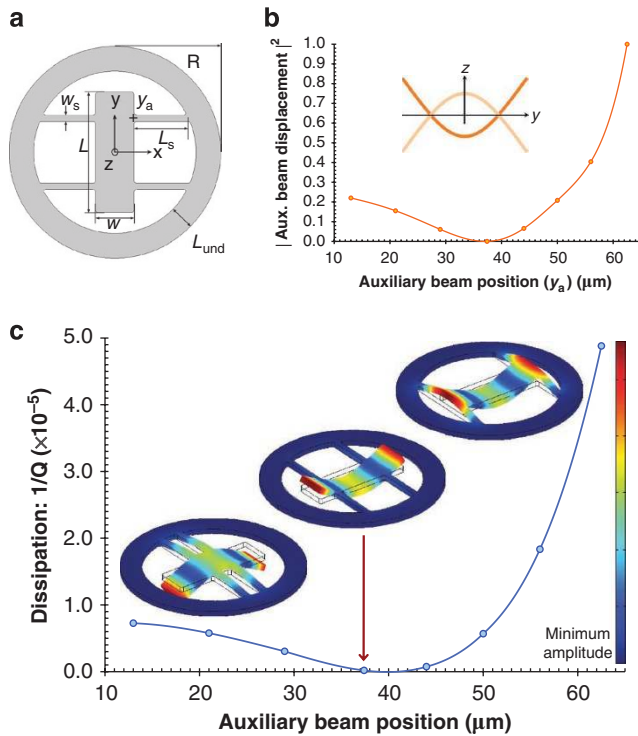 a
R
w_s
y
y_a
L
L_s
z
x
w
L_und
b
| Aux. beam displacement |²
1.0
0.9
0.8
0.7
0.6
0.5
0.4
0.3
0.2
0.1
0.0
z
y
10 20 30 40 50 60
Auxiliary beam position (y_a) (μm)
c
Dissipation: 1/Q (×10⁻⁵)
5.0
4.0
3.0
2.0
1.0
0.0
Minimum
amplitude
10 20 30 40 50 60
Auxiliary beam position (μm)